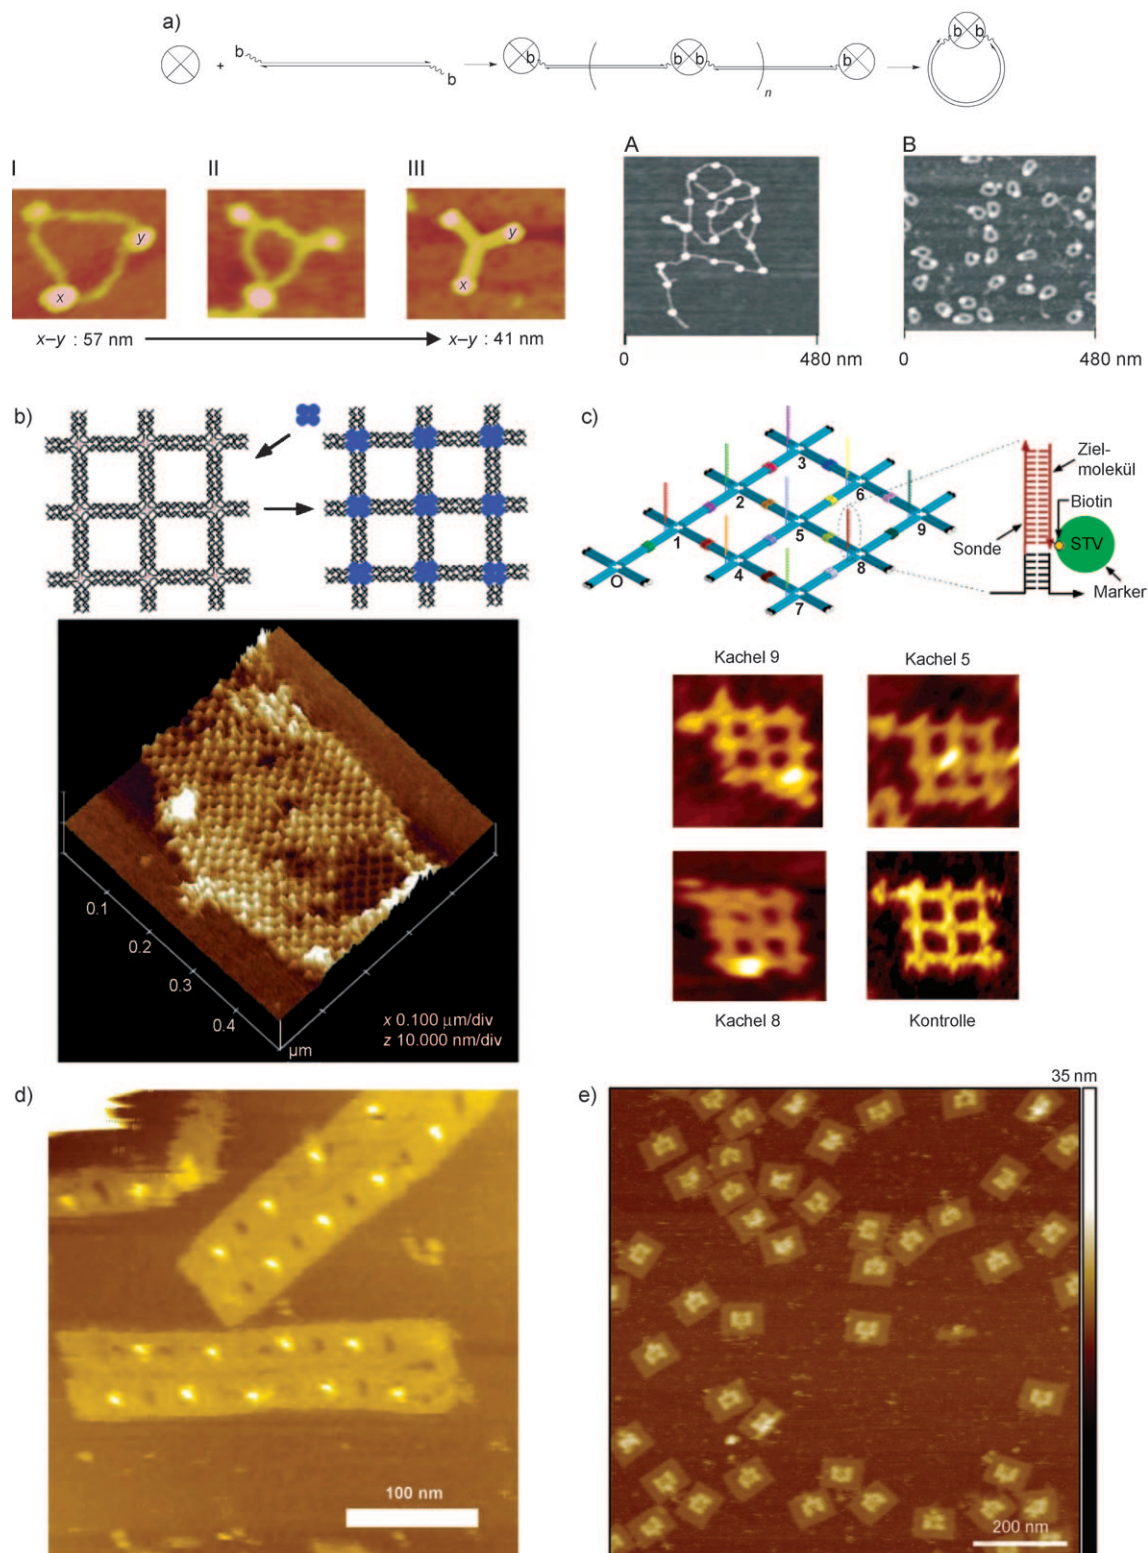 a)
+
b
b
b
b
b
b
n
b
b
I
II
III
A
B
y
x
y
x
x–y : 57 nm
x–y : 41 nm
0
480 nm
0
480 nm
b)
c)
3
2
6
1
5
9
4
8
O
7
Ziel-
molekül
Biotin
STV
Sonde
Marker
Kachel 9
Kachel 5
Kachel 8
Kontrolle
0.1
0.2
0.3
0.4
µm
x 0.100 µm/div
z 10.000 nm/div
d)
100 nm
e)
35 nm
200 nm